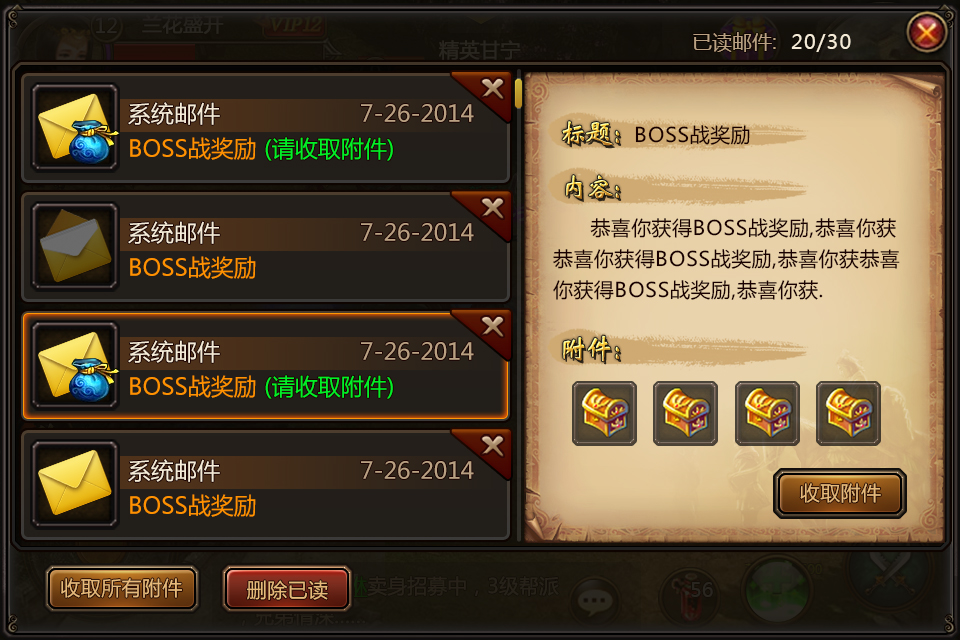 12 兰花盛开 VIP12
精英甘宁
已读邮件: 20/30
系统邮件 7-26-2014
BOSS战奖励 (请收取附件)
系统邮件 7-26-2014
BOSS战奖励
系统邮件 7-26-2014
BOSS战奖励 (请收取附件)
系统邮件 7-26-2014
BOSS战奖励
标题: BOSS战奖励
内容:
恭喜你获得BOSS战奖励,恭喜你获
恭喜你获得BOSS战奖励,恭喜你获恭喜
你获得BOSS战奖励,恭喜你获.
附件:
收取附件
收取所有附件 删除已读
卖身招募中，3级帮派
56